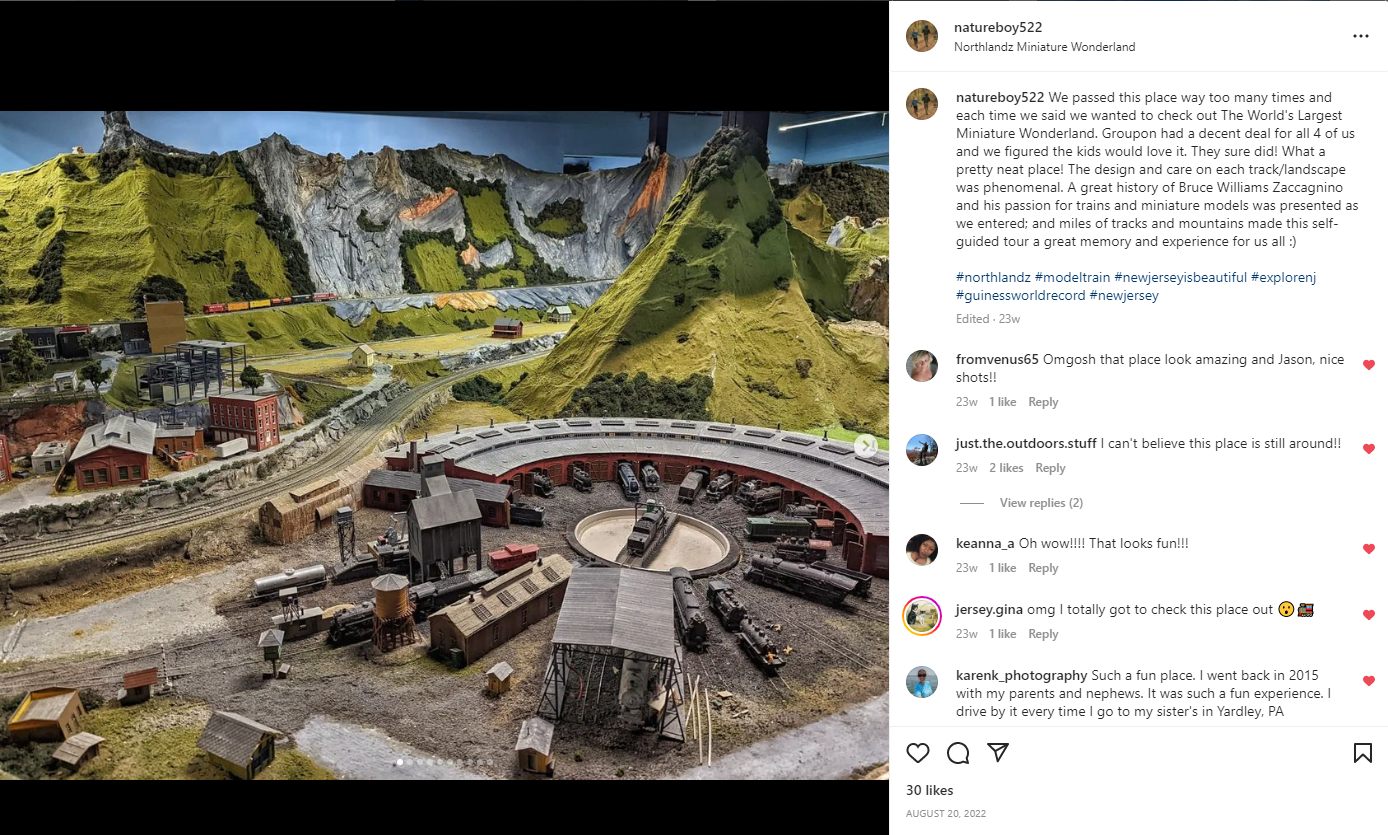 natureboy522
Northlandz Miniature Wonderland
natureboy522 We passed this place way too many times and
each time we said we wanted to check out The World's Largest
Miniature Wonderland. Groupon had a decent deal for all 4 of us
and we figured the kids would love it. They sure did! What a
pretty neat place! The design and care on each track/landscape
was phenomenal. A great history of Bruce Williams Zaccagnino
and his passion for trains and miniature models was presented as
we entered; and miles of tracks and mountains made this self-
guided tour a great memory and experience for us all :)
#northlandz #modeltrain #newjerseyisbeautiful #explorenj
#guinessworldrecord #newjersey
Edited · 23w
fromvenus65 Omgosh that place look amazing and Jason, nice
shots!!
23w 1 like Reply
just.the.outdoors.stuff I can't believe this place is still around!!
23w 2 likes Reply
View replies (2)
keanna_a Oh wow!!!! That looks fun!!!
23w 1 like Reply
jersey.gina omg I totally got to check this place out 😮🚂
23w 1 like Reply
karenk_photography Such a fun place. I went back in 2015
with my parents and nephews. It was such a fun experience. I
drive by it every time I go to my sister's in Yardley, PA
30 likes
AUGUST 20, 2022